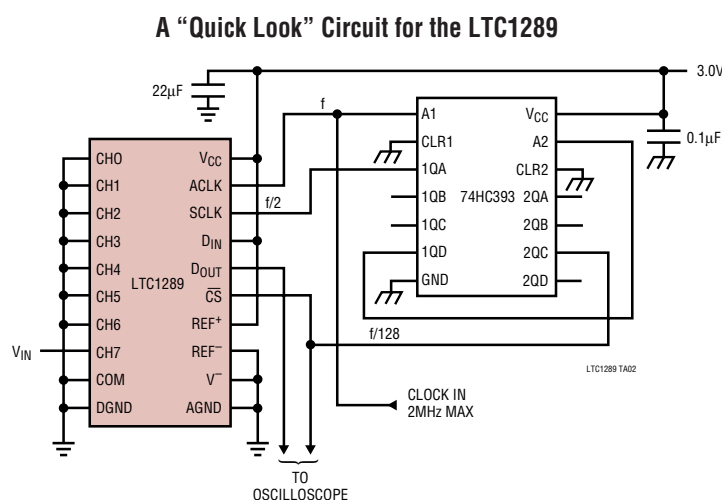 A “Quick Look” Circuit for the LTC1289
3.0V
22µF
f
A1
VCC
CLR1
A2
0.1µF
CH0
VCC
CH1
ACLK
1QA
CLR2
CH2
SCLK
f/2
1QB
74HC393
2QA
CH3
DIN
1QC
2QB
CH4
DOUT
1QD
2QC
LTC1289
CH5
CS
GND
2QD
CH6
REF+
f/128
VIN
CH7
REF–
LTC1289 TA02
COM
V–
CLOCK IN
2MHz MAX
DGND
AGND
TO
OSCILLOSCOPE